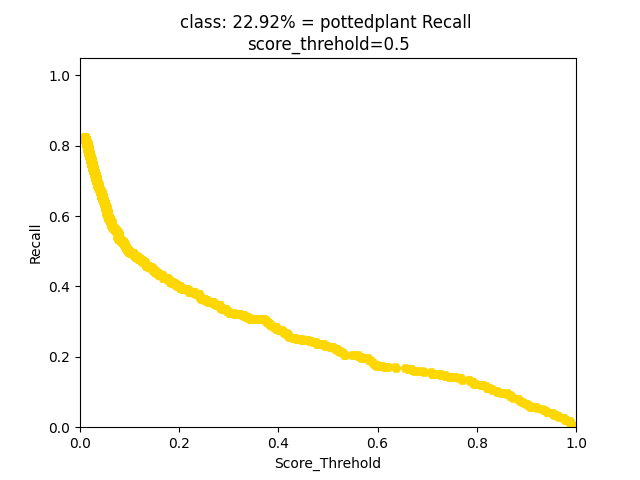 class: 22.92% = pottedplant Recall
score_threhold=0.5
1.0
0.8
0.6
0.4
0.2
0.0
Recall
0.0 0.2 0.4 0.6 0.8 1.0
Score_Threhold